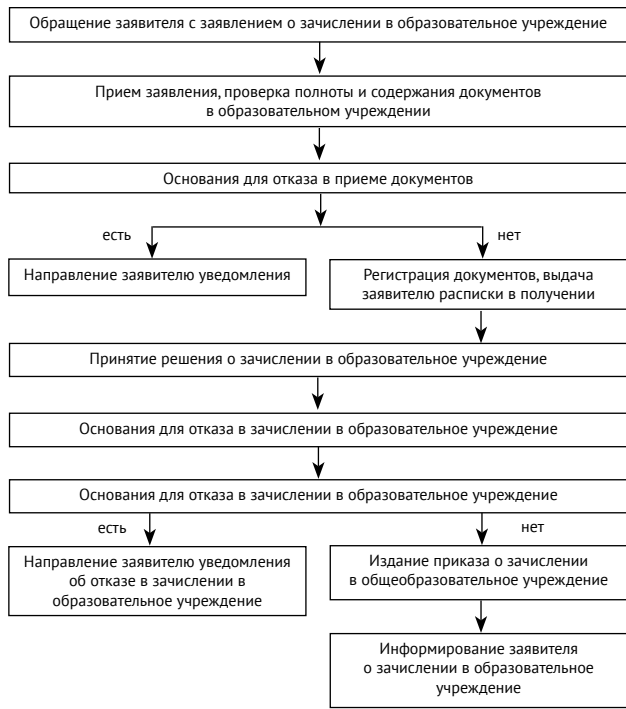 Обращение заявителя с заявлением о зачислении в образовательное учреждение
Прием заявления, проверка полноты и содержания документов
в образовательном учреждении
Основания для отказа в приеме документов
есть
нет
Направление заявителю уведомления
Регистрация документов, выдача
заявителю расписки в получении
Принятие решения о зачислении в образовательное учреждение
Основания для отказа в зачислении в образовательное учреждение
Основания для отказа в зачислении в образовательное учреждение
есть
нет
Направление заявителю уведомления
об отказе в зачислении в
образовательное учреждение
Издание приказа о зачислении
в общеобразовательное учреждение
Информирование заявителя
о зачислении в образовательное
учреждение